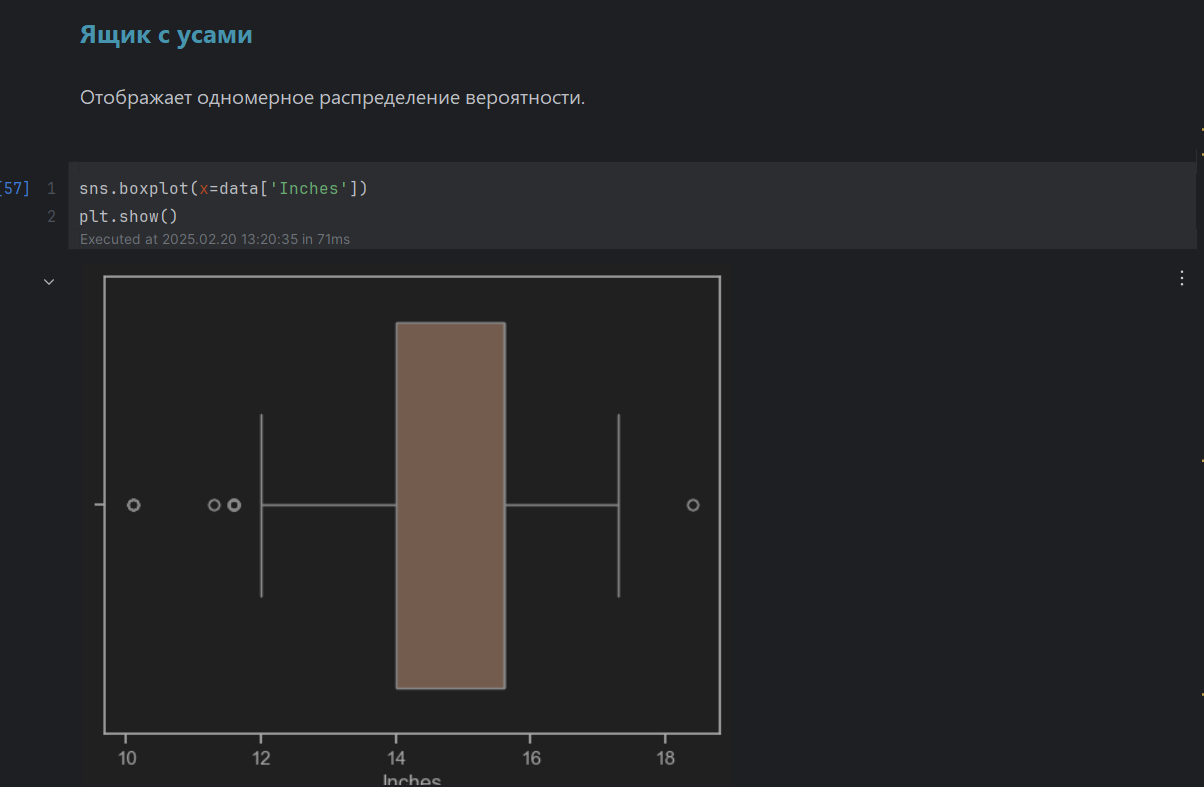 Ящик с усами
Отображает одномерное распределение вероятности.
[57] 1 sns.boxplot(x=data['Inches'])
2 plt.show()
Executed at 2025.02.20 13:20:35 in 71ms
10 12 14 16 18
Inches